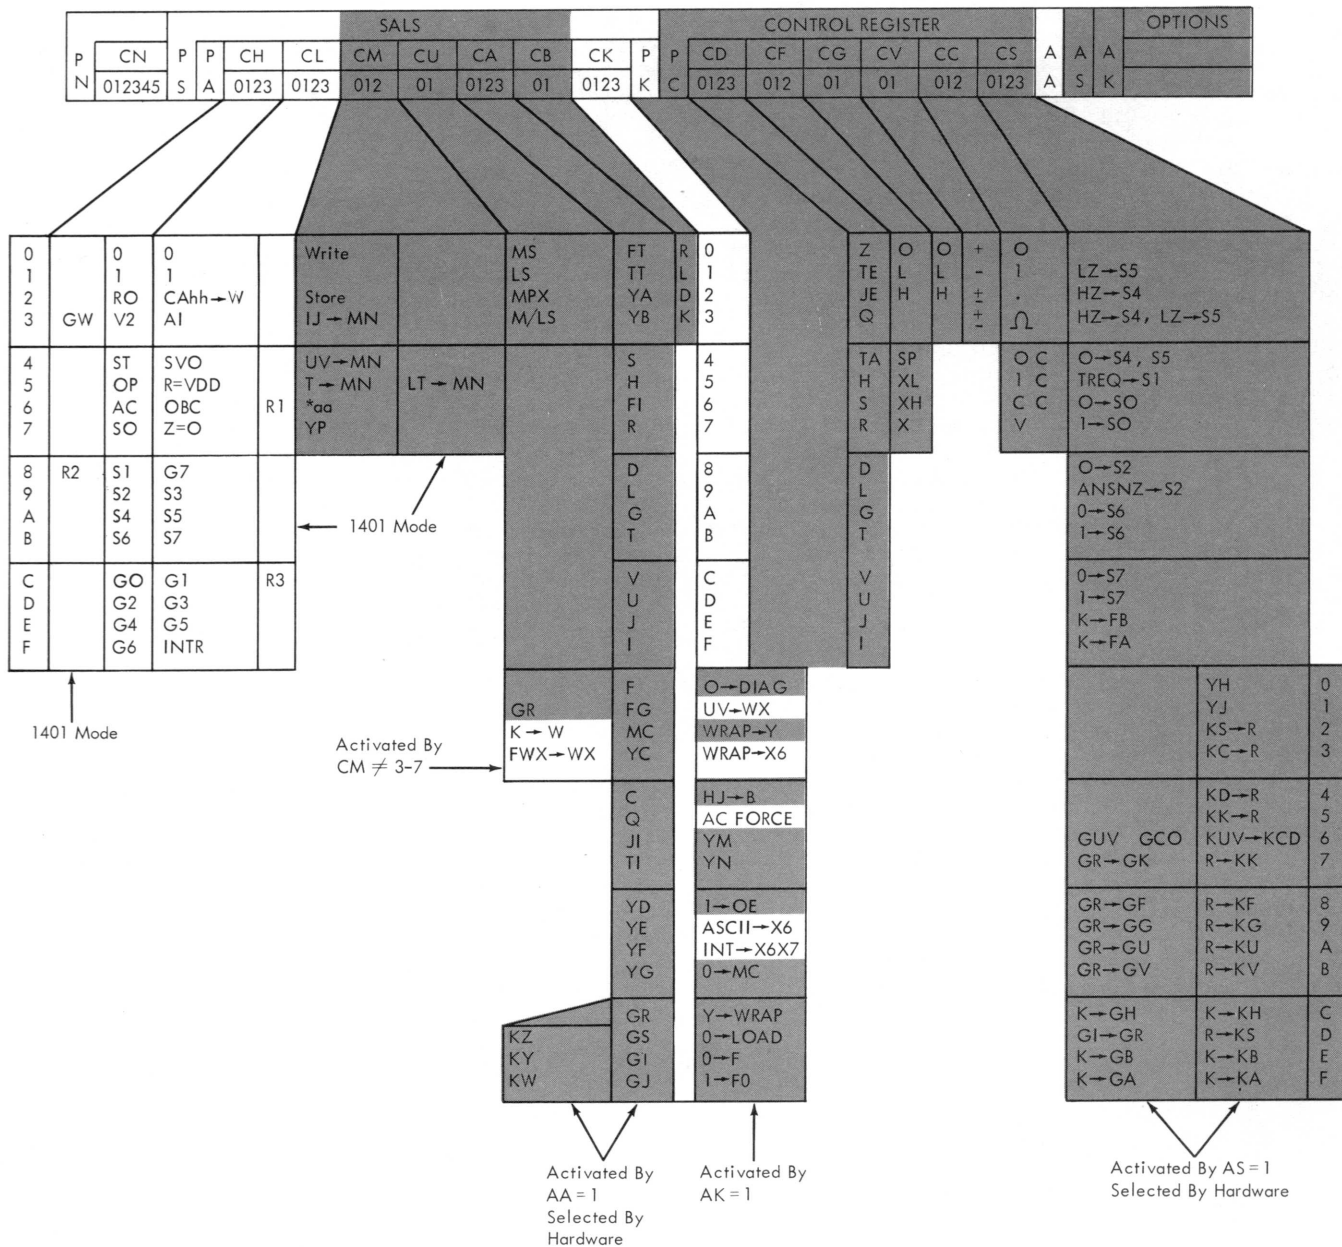 SALS CONTROL REGISTER OPTIONS
P N CN P S P A CH CL CM CU CA CB CK P K P C CD CF CG CV CC CS A A A S A K
012345 0123 0123 012 01 0123 01 0123 0123 012 01 01 012 0123
0 0 0 Write MS FT R 0 Z O O + O
1 1 1 LS TT L 1 TE L L - 1 LZ→S5
2 RO CAhh→W Store MPX YA D 2 JE H H ± . HZ→S4
3 GW V2 AI IJ→MN M/LS YB K 3 Q ± Ω HZ→S4, LZ→S5
4 ST SVO UV→MN S 4 TA SP O C O→S4, S5
5 OP R=VDD T→MN LT→MN H 5 H XL 1 C TREQ→S1
6 AC OBC R1 *aa FI 6 S XH C C O→SO
7 SO Z=O YP R 7 R X V 1→SO
8 R2 S1 G7 D 8 D O→S2
9 S2 S3 L 9 L ANSNZ→S2
A S4 S5 G A G 0→S6
B S6 S7 1401 Mode T B T 1→S6
C GO G1 R3 V C V 0→S7
D G2 G3 U D U 1→S7
E G4 G5 J E J K→FB
F G6 INTR I F I K→FA
1401 Mode
F O→DIAG YH 0
GR FG UV→WX YJ 1
K→W MC WRAP→Y KS→R 2
Activated By
CM ≠ 3-7
FWX→WX YC WRAP→X6 KC→R 3
C HJ→B KD→R 4
Q AC FORCE KK→R 5
JI YM GUV GCO KUV→KCD 6
TI YN GR→GK R→KK 7
YD 1→OE GR→GF R→KF 8
YE ASCII→X6 GR→GG R→KG 9
YF INT→X6X7 GR→GU R→KU A
YG 0→MC GR→GV R→KV B
GR Y→WRAP K→GH K→KH C
KZ GS 0→LOAD GI→GR R→KS D
KY GI 0→F K→GB K→KB E
KW GJ 1→F0 K→GA K→KA F
Activated By
AA = 1
Selected By
Hardware
Activated By
AK = 1
Activated By AS = 1
Selected By Hardware